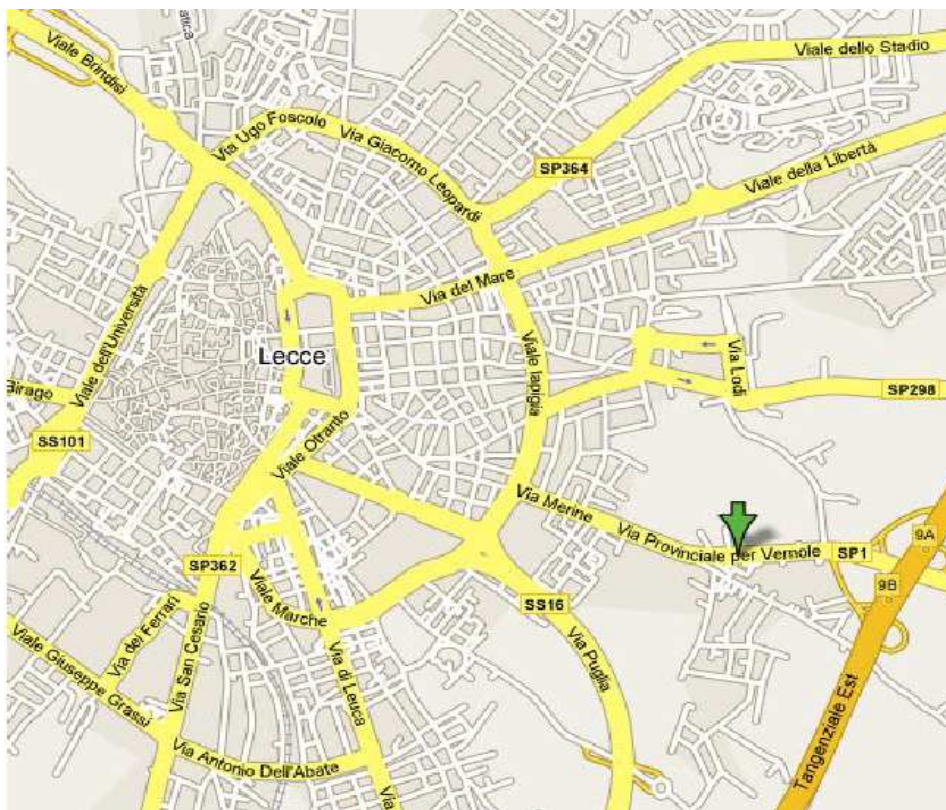 Viale Brindisi
Viale dello Stadio
Via Ugo Foscolo
Via Giacomo Leopardi
SP364
Viale della Libertà
Via del Mare
Viale dell'Università
Lecce
Viale Iapigia
Via Lodi
Birago
SP298
SS101
Viale Otranto
Via Merine
Via Provinciale per Vernole
SP1
9A
9B
SP362
Viale Marche
SS16
Via del Ferrari
Via San Cesario
Via Puglia
Viale Giuseppe Grassi
Via di Leuca
Tangenziale Est
Via Antonio Dell'Abate